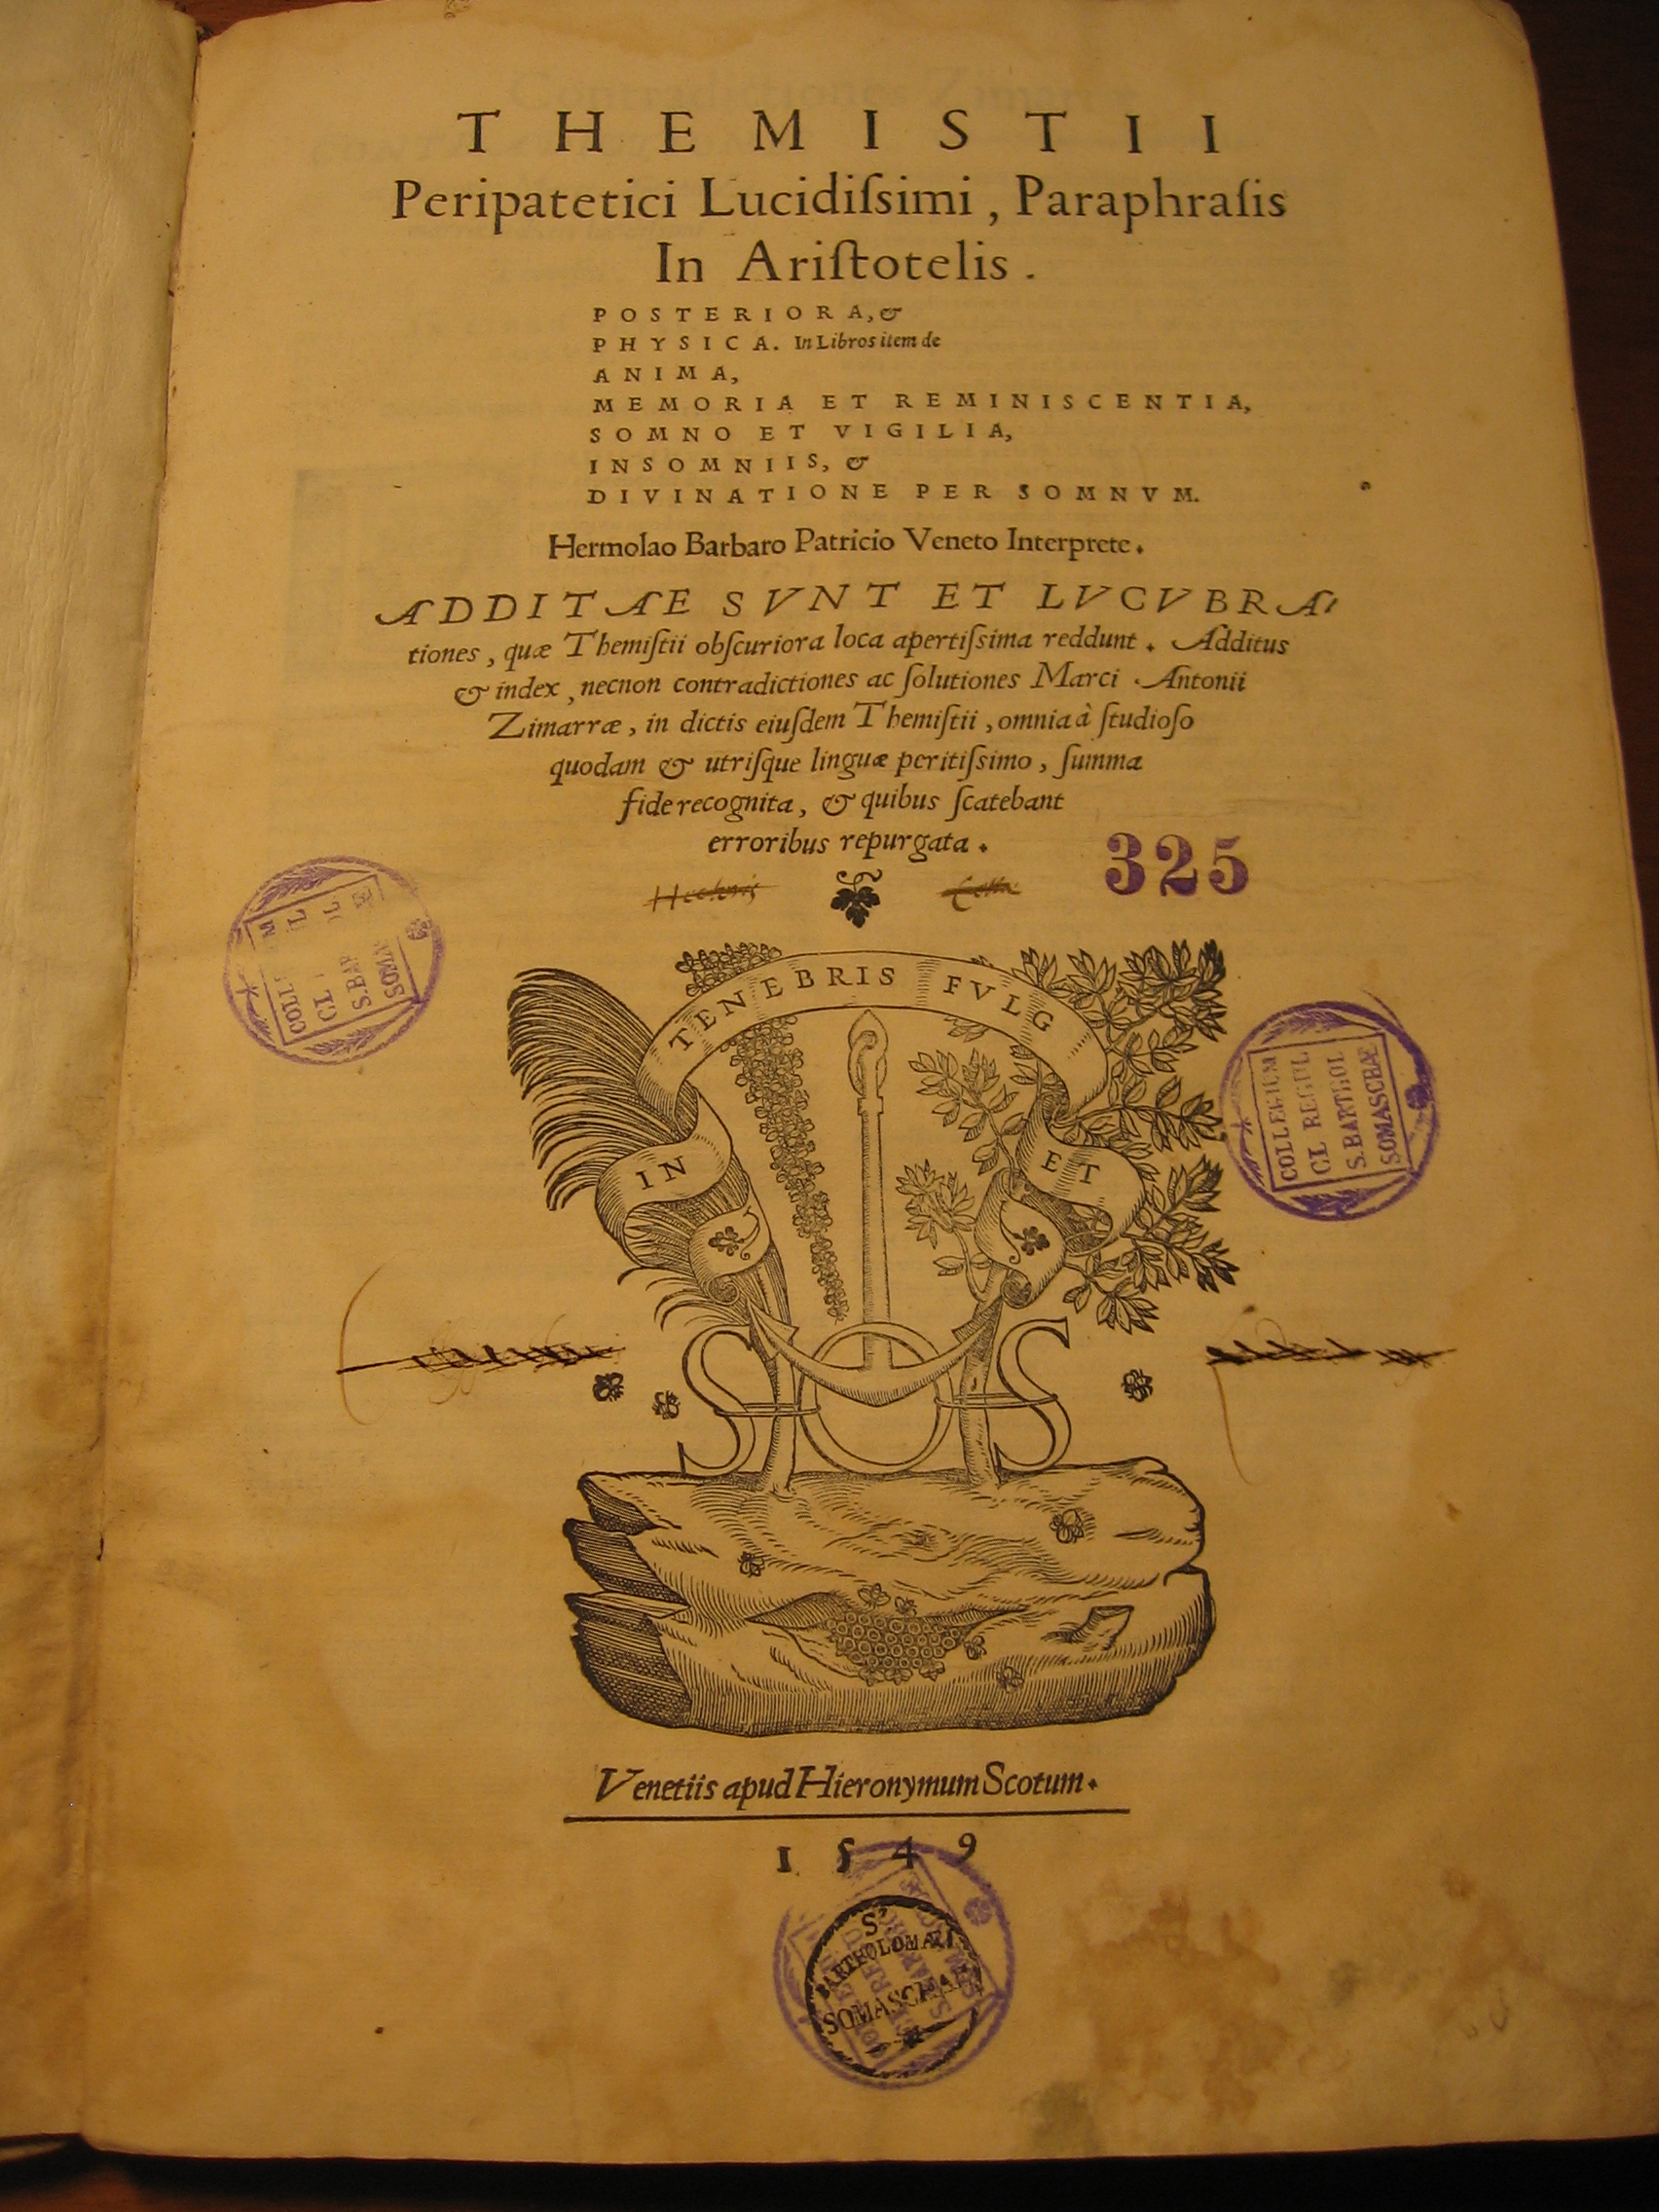 THEMISTII
Peripatetici Lucidiſsimi, Paraphraſis
In Ariſtotelis.
POSTERIORA, &
PHYSICA. In Libros item de
ANIMA,
MEMORIA ET REMINISCENTIA,
SOMNO ET VIGILIA,
INSOMNIIS, &
DIVINATIONE PER SOMNVM.
Hermolao Barbaro Patricio Veneto Interprete.
ADDITAE SVNT ET LVCVBRA-
tiones, quæ Themiſtii obſcuriora loca apertiſsima reddunt. Additus
& index, necnon contradictiones ac ſolutiones Marci Antonii
Zimarræ, in dictis eiuſdem Themiſtii, omnia à ſtudioſo
quodam & utriſque linguæ peritiſsimo, ſumma
fide recognita, & quibus ſcatebant
erroribus repurgata.
325
IN TENEBRIS FVLG ET
SOS
COLLEGIUM
CL. REGUL
S. BARTHOL
SOMASCHÆ
Venetiis apud Hieronymum Scotum.
1549
S.
BARTHOLOMÆI
SOMASCHAE